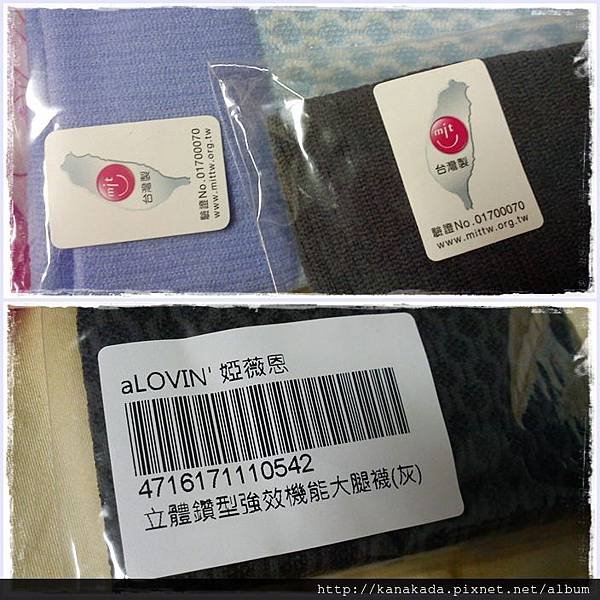 mit
台灣製
驗證No.01700070
www.mittw.org.tw
mit
台灣製
驗證No.01700070
www.mittw.org.tw
aLOVIN' 婭薇恩
4716171110542
立體鑽型強效機能大腿襪(灰)
http://kanakada.pixnet.net/album